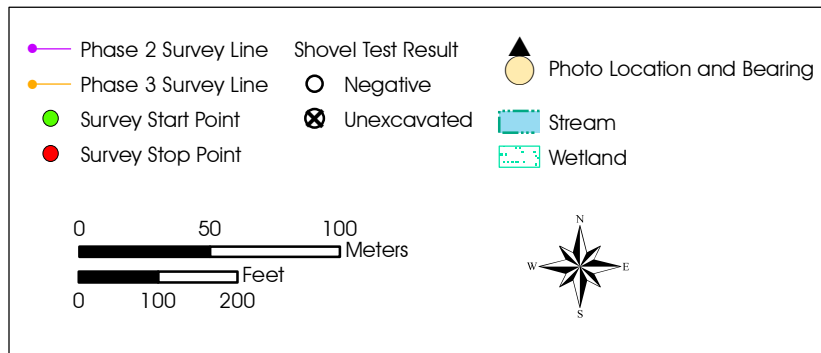 Phase 2 Survey Line
Phase 3 Survey Line
Survey Start Point
Survey Stop Point
Shovel Test Result
Negative
Unexcavated
Photo Location and Bearing
Stream
Wetland
0 50 100
Meters
Feet
0 100 200
N
W E
S